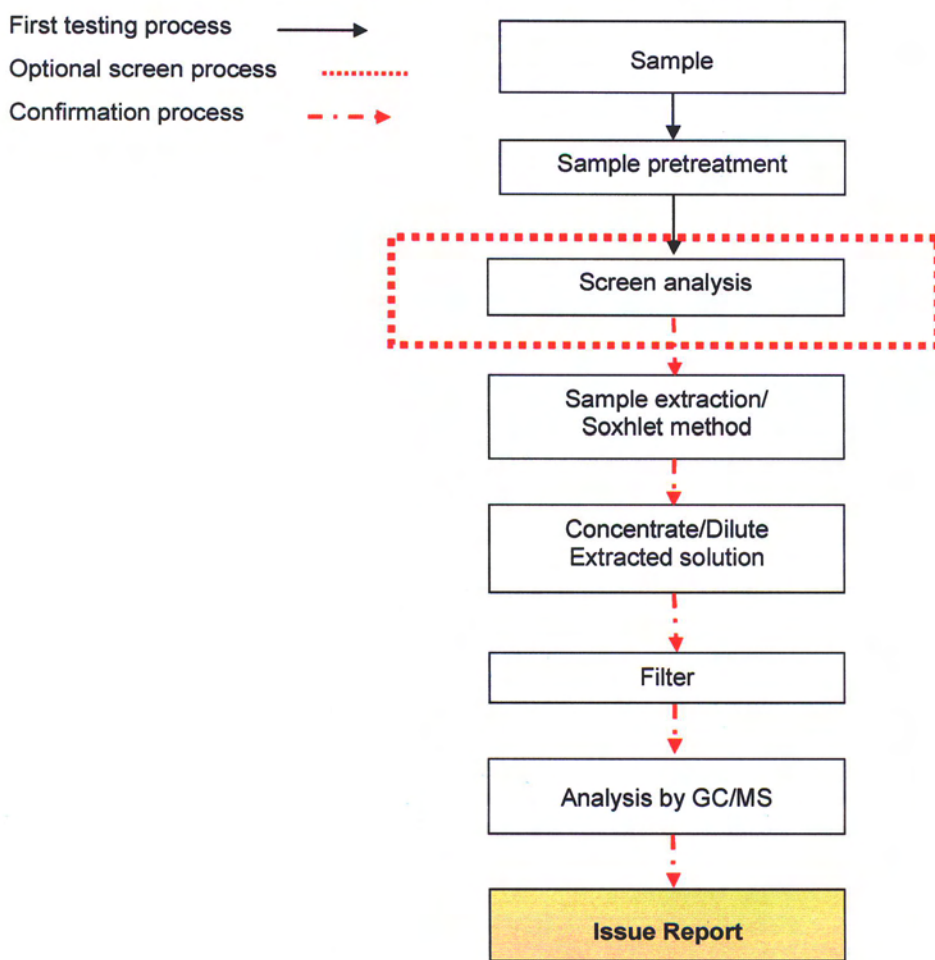 First testing process
Optional screen process
Confirmation process
Sample
Sample pretreatment
Screen analysis
Sample extraction/
Soxhlet method
Concentrate/Dilute
Extracted solution
Filter
Analysis by GC/MS
Issue Report